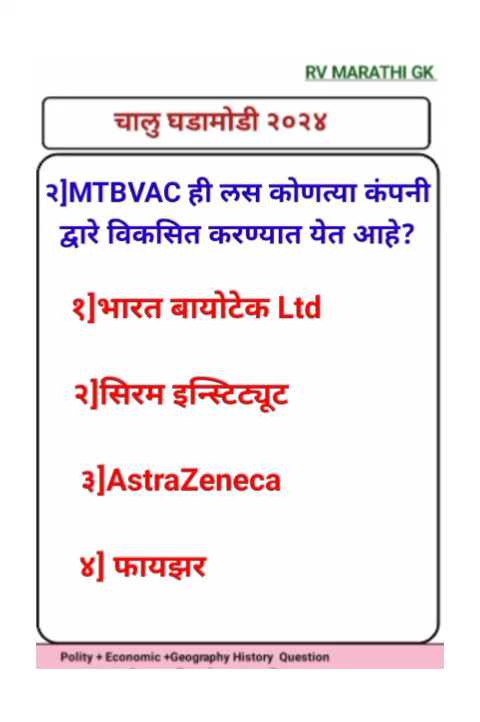 RV MARATHI GK
चालु घडामोडी २०२४
२]MTBVAC ही लस कोणत्या कंपनी
द्वारे विकसित करण्यात येत आहे?
१]भारत बायोटेक Ltd
२]सिरम इन्स्टिट्यूट
३]AstraZeneca
४] फायझर
Polity + Economic +Geography History Question